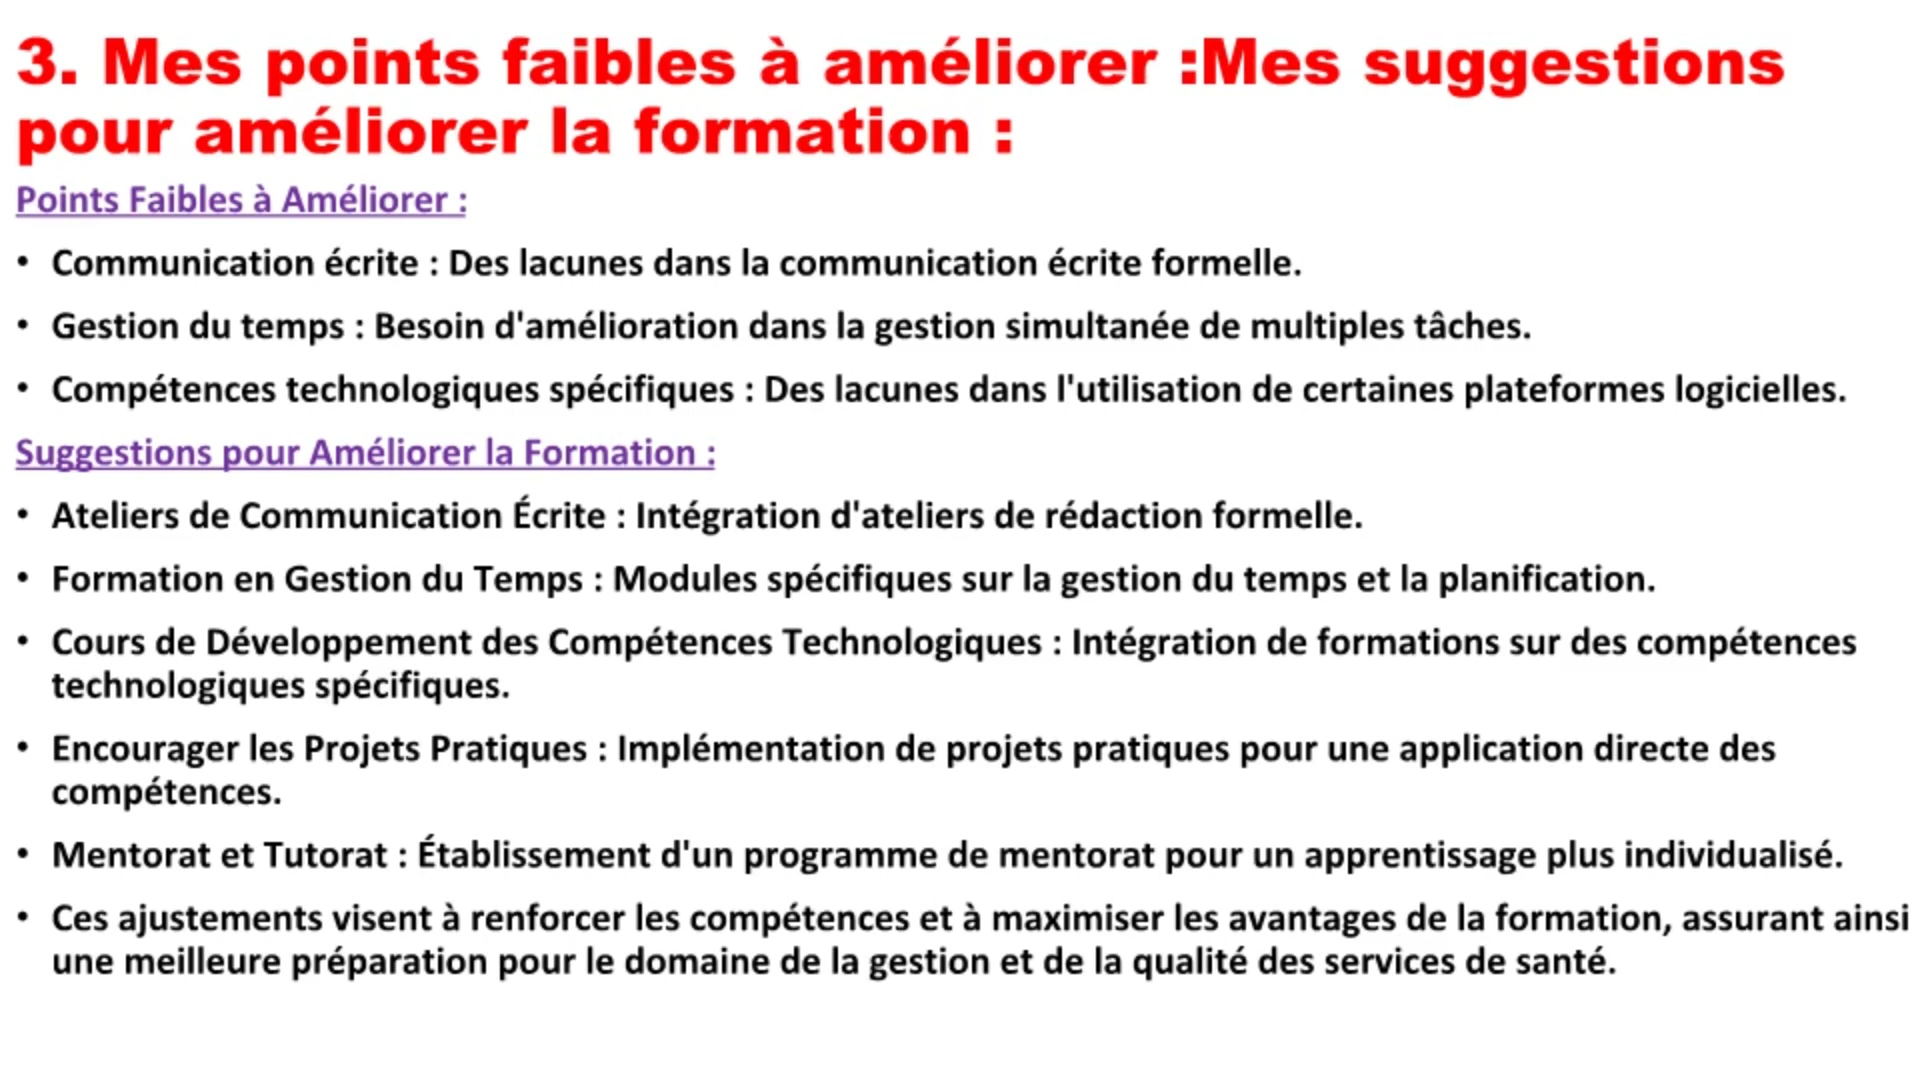 3. Mes points faibles à améliorer :Mes suggestions
pour améliorer la formation :
Points Faibles à Améliorer :
• Communication écrite : Des lacunes dans la communication écrite formelle.
• Gestion du temps : Besoin d'amélioration dans la gestion simultanée de multiples tâches.
• Compétences technologiques spécifiques : Des lacunes dans l'utilisation de certaines plateformes logicielles.
Suggestions pour Améliorer la Formation :
• Ateliers de Communication Écrite : Intégration d'ateliers de rédaction formelle.
• Formation en Gestion du Temps : Modules spécifiques sur la gestion du temps et la planification.
• Cours de Développement des Compétences Technologiques : Intégration de formations sur des compétences
technologiques spécifiques.
• Encourager les Projets Pratiques : Implémentation de projets pratiques pour une application directe des
compétences.
• Mentorat et Tutorat : Établissement d'un programme de mentorat pour un apprentissage plus individualisé.
• Ces ajustements visent à renforcer les compétences et à maximiser les avantages de la formation, assurant ainsi
une meilleure préparation pour le domaine de la gestion et de la qualité des services de santé.